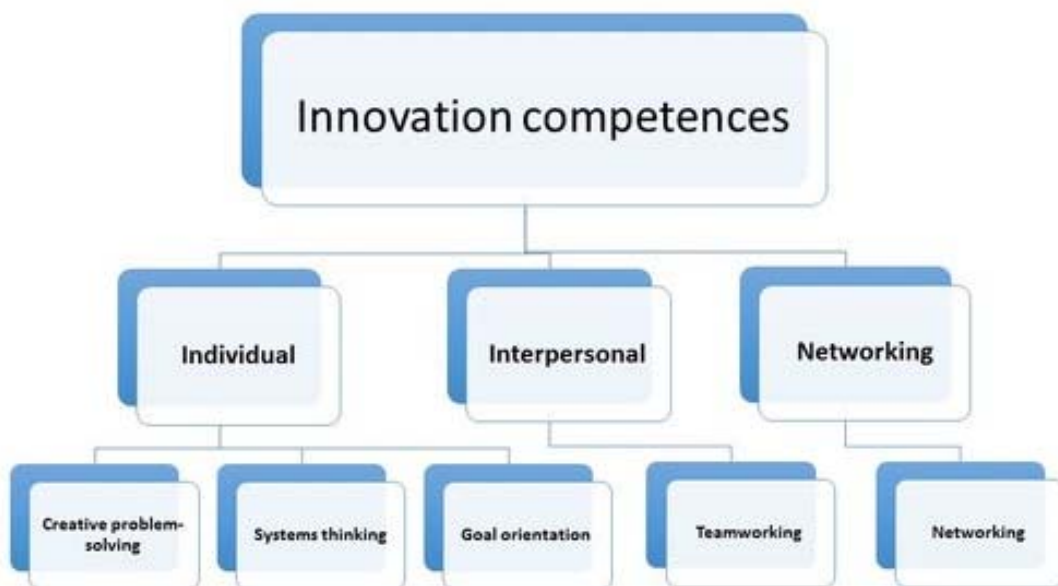 Innovation competences
Individual
Interpersonal
Networking
Creative problem-
solving
Systems thinking
Goal orientation
Teamworking
Networking